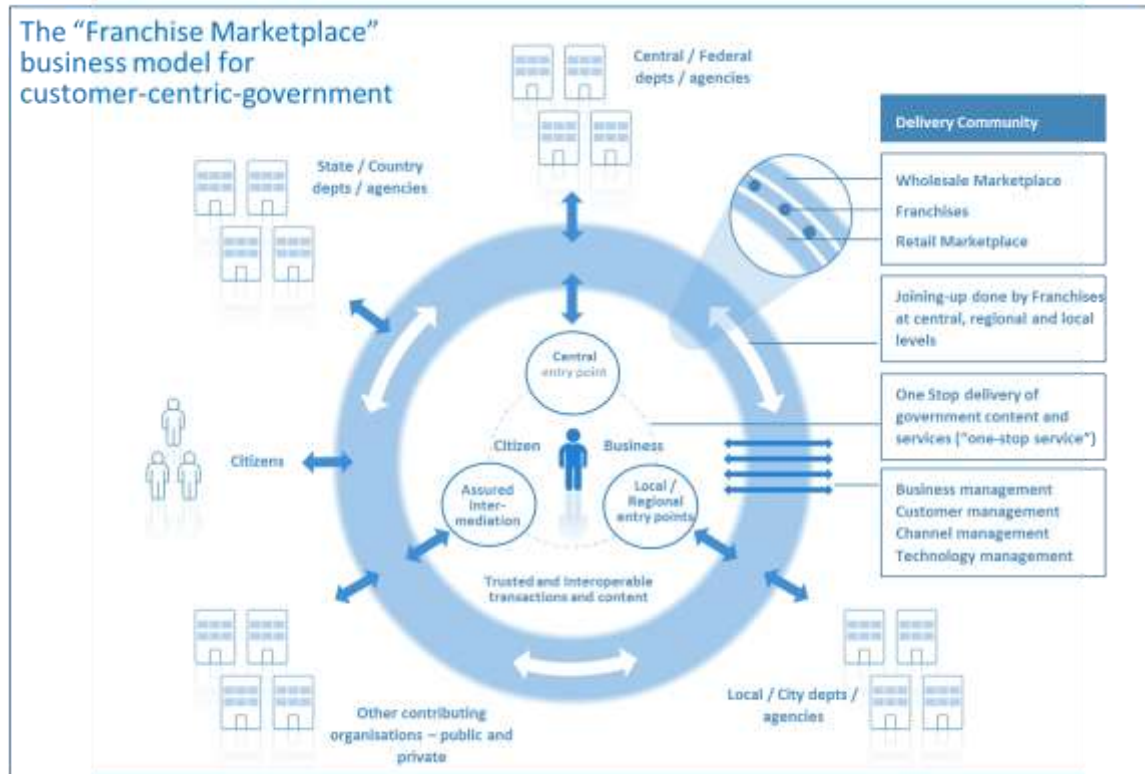 The "Franchise Marketplace"
business model for
customer-centric-government
Central / Federal
depts / agencies
State / Country
depts / agencies
Delivery Community
Wholesale Marketplace
Franchises
Retail Marketplace
Joining-up done by Franchises
at central, regional and local
levels
Central
entry point
One Stop delivery of
government content and
services ("one-stop service")
Citizen
Business
Citizens
Assured
Inter-
mediation
Local /
Regional
entry points
Business management
Customer management
Channel management
Technology management
Trusted and Interoperable
transactions and content
Other contributing
organisations – public and
private
Local / City depts /
agencies